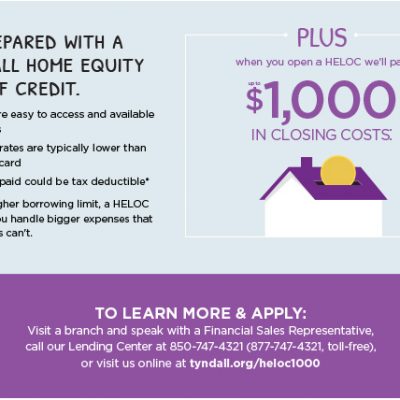 EPARED WITH A
ALL HOME EQUITY
F CREDIT.
re easy to access and available
s
rates are typically lower than
card
paid could be tax deductible*
gher borrowing limit, a HELOC
ou handle bigger expenses that
s can't.
PLUS
when you open a HELOC we'll pa
up to
$1,000
IN CLOSING COSTS:
TO LEARN MORE & APPLY:
Visit a branch and speak with a Financial Sales Representative,
call our Lending Center at 850-747-4321 (877-747-4321, toll-free),
or visit us online at tyndall.org/heloc1000